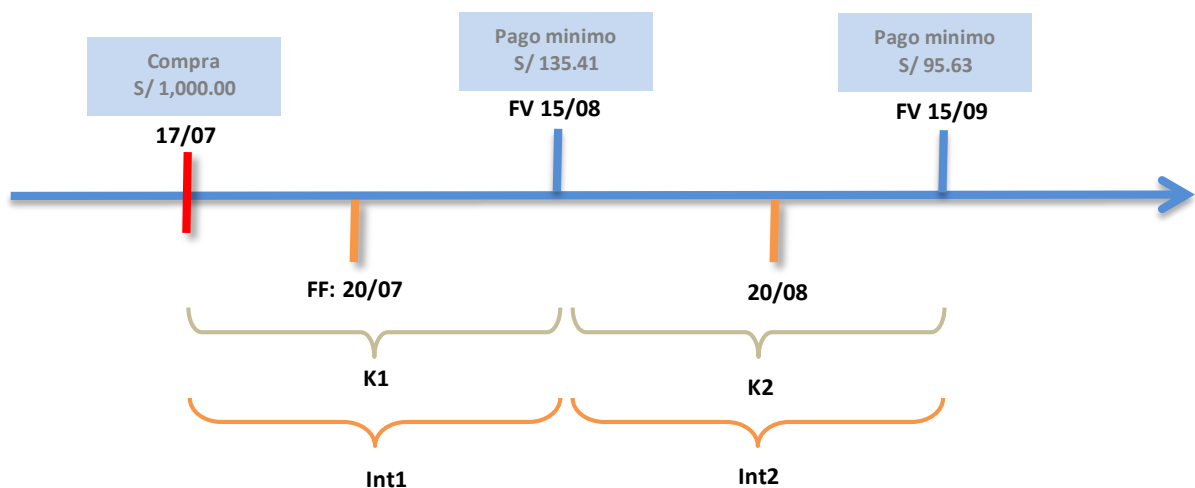 Compra
S/ 1,000.00
17/07
Pago minimo
S/ 135.41
FV 15/08
Pago minimo
S/ 95.63
FV 15/09
FF: 20/07
20/08
K1
K2
Int1
Int2